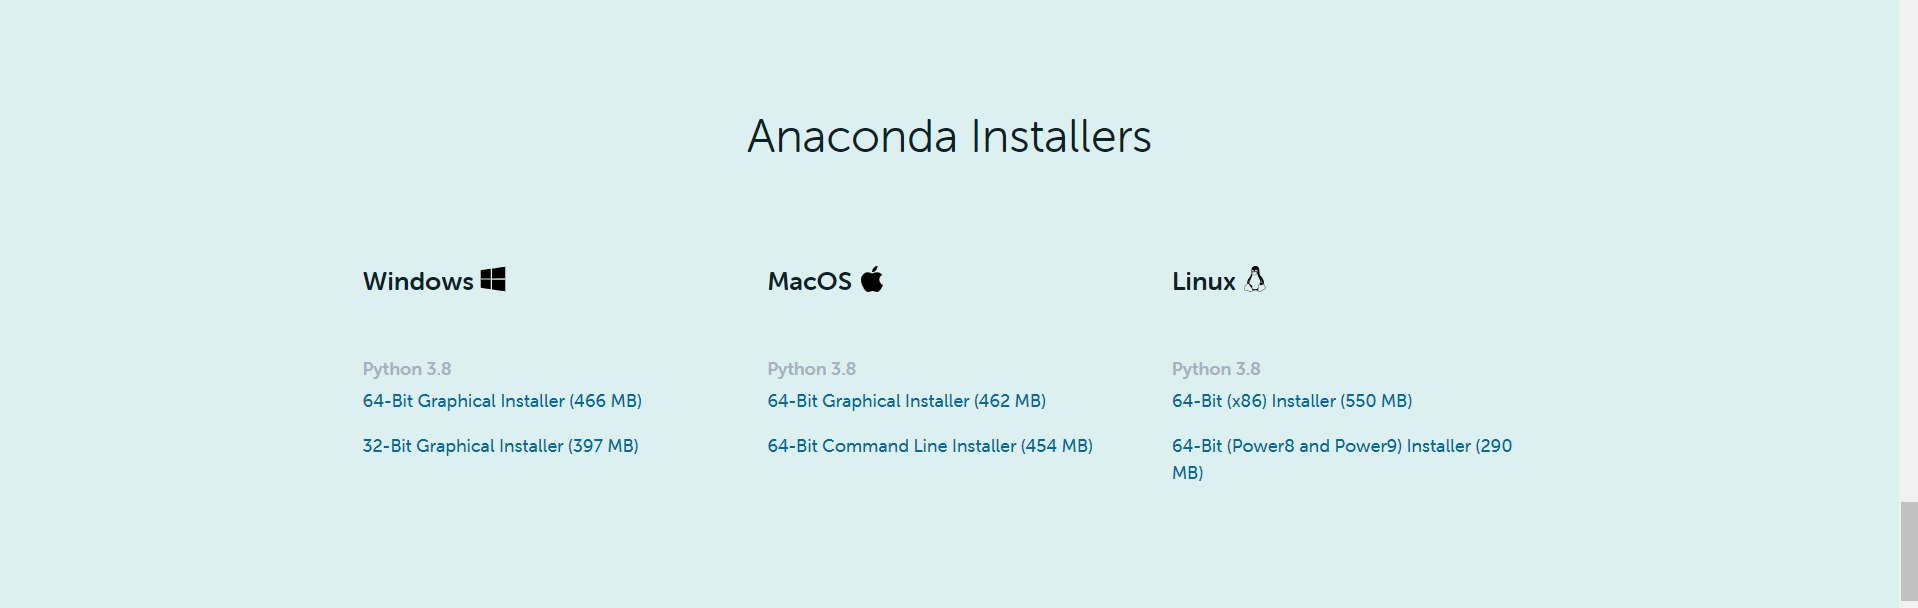 Anaconda Installers
Windows
MacOS
Linux
Python 3.8
64-Bit Graphical Installer (466 MB)
32-Bit Graphical Installer (397 MB)
Python 3.8
64-Bit Graphical Installer (462 MB)
64-Bit Command Line Installer (454 MB)
Python 3.8
64-Bit (x86) Installer (550 MB)
64-Bit (Power8 and Power9) Installer (290
MB)